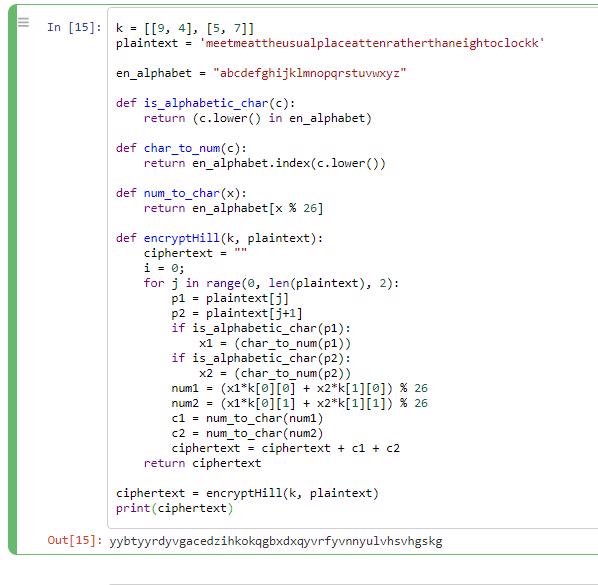 In [15]: k = [[9, 4], [5, 7]]
plaintext = 'meetmeattheusualplaceattenratherthaneightoclockk'
en_alphabet = "abcdefghijklmnopqrstuvwxyz"
def is_alphabetic_char(c):
    return (c.lower() in en_alphabet)
def char_to_num(c):
    return en_alphabet.index(c.lower())
def num_to_char(x):
    return en_alphabet[x % 26]
def encryptHill(k, plaintext):
    ciphertext = ""
    i = 0;
    for j in range(0, len(plaintext), 2):
        p1 = plaintext[j]
        p2 = plaintext[j+1]
        if is_alphabetic_char(p1):
            x1 = (char_to_num(p1))
        if is_alphabetic_char(p2):
            x2 = (char_to_num(p2))
        num1 = (x1*k[0][0] + x2*k[1][0]) % 26
        num2 = (x1*k[0][1] + x2*k[1][1]) % 26
        c1 = num_to_char(num1)
        c2 = num_to_char(num2)
        ciphertext = ciphertext + c1 + c2
    return ciphertext
ciphertext = encryptHill(k, plaintext)
print(ciphertext)
Out[15]: yybtyyrdyvgacedzihkokqgbxdxqyvrfyvnnyulvhsvhgskg